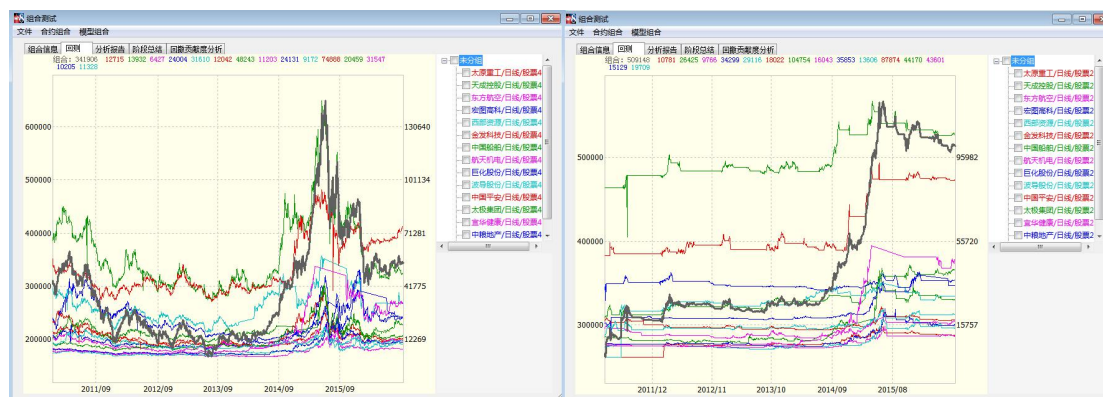 组合测试
文件 合约组合 模型组合
组合信息 回测 分析报告 阶段总结 回撤贡献度分析
组合: 341906 12715 13932 6427 24004 31610 12042 48243 11203 24131 9172 74688 20459 31547
10205 11328
600000
500000
400000
300000
200000
130640
101134
71281
41775
12269
2011/09 2012/09 2013/09 2014/09 2015/09
未分组
太原重工/日线/股票4
天成控股/日线/股票4
东方航空/日线/股票4
宏图高科/日线/股票4
西部资源/日线/股票4
金发科技/日线/股票4
中国船舶/日线/股票4
航天机电/日线/股票4
巨化股份/日线/股票4
波导股份/日线/股票4
中国平安/日线/股票4
太极集团/日线/股票4
宜华健康/日线/股票4
中粮地产/日线/股票4
组合测试
文件 合约组合 模型组合
组合信息 回测 分析报告 阶段总结 回撤贡献度分析
组合: 509148 10781 26425 9766 34299 29116 18022 104754 16043 35853 13606 87874 44170 43601
15129 19709
500000
400000
300000
95982
55720
15757
2011/12 2012/11 2013/10 2014/09 2015/08
未分组
太原重工/日线/股票2
天成控股/日线/股票2
东方航空/日线/股票2
宏图高科/日线/股票2
西部资源/日线/股票2
金发科技/日线/股票2
中国船舶/日线/股票2
航天机电/日线/股票2
巨化股份/日线/股票2
波导股份/日线/股票2
中国平安/日线/股票2
太极集团/日线/股票2
宜华健康/日线/股票2
中粮地产/日线/股票2